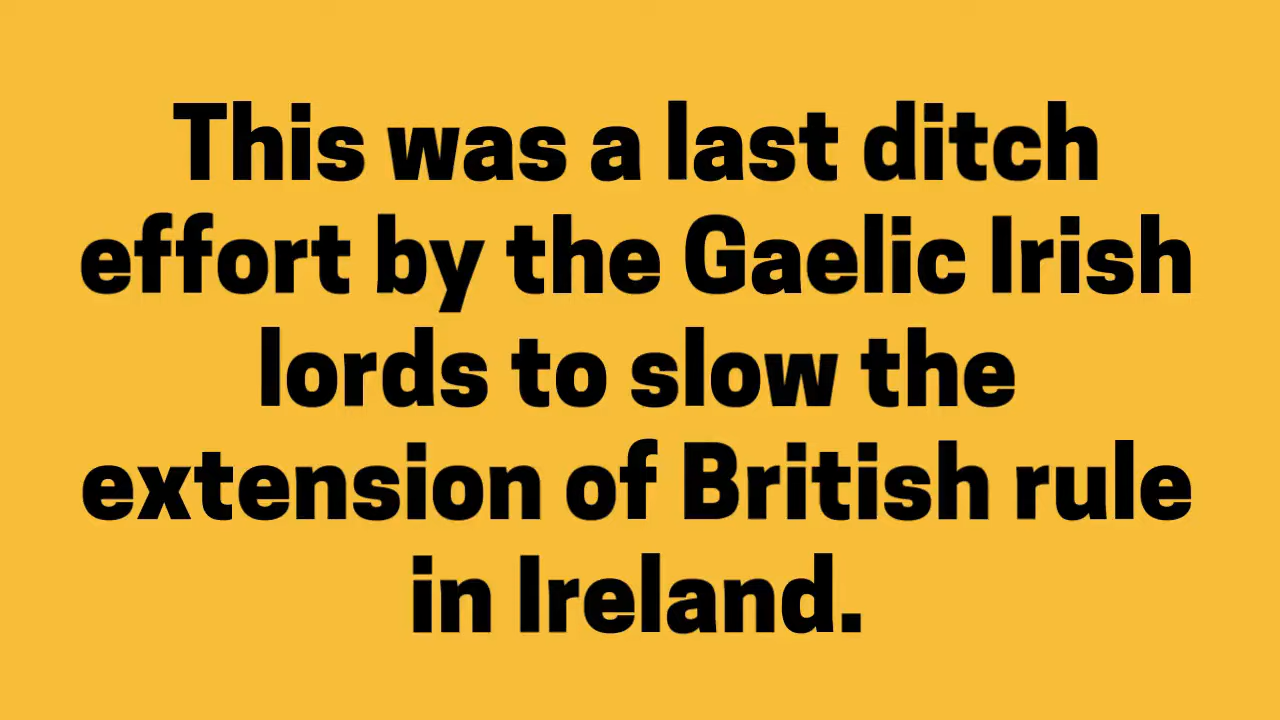 This was a last ditch
effort by the Gaelic Irish
lords to slow the
extension of British rule
in Ireland.